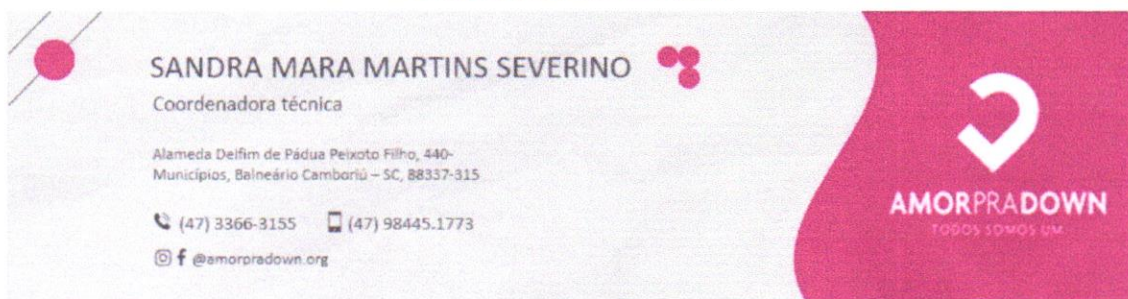 SANDRA MARA MARTINS SEVERINO
Coordenadora técnica
Alameda Delfim de Pádua Peixoto Filho, 440-
Municípios, Balneário Camboriú – SC, 88337-315
(47) 3366-3155 (47) 98445.1773
@amorpradown.org
AMORPRADOWN
TODOS SOMOS UM